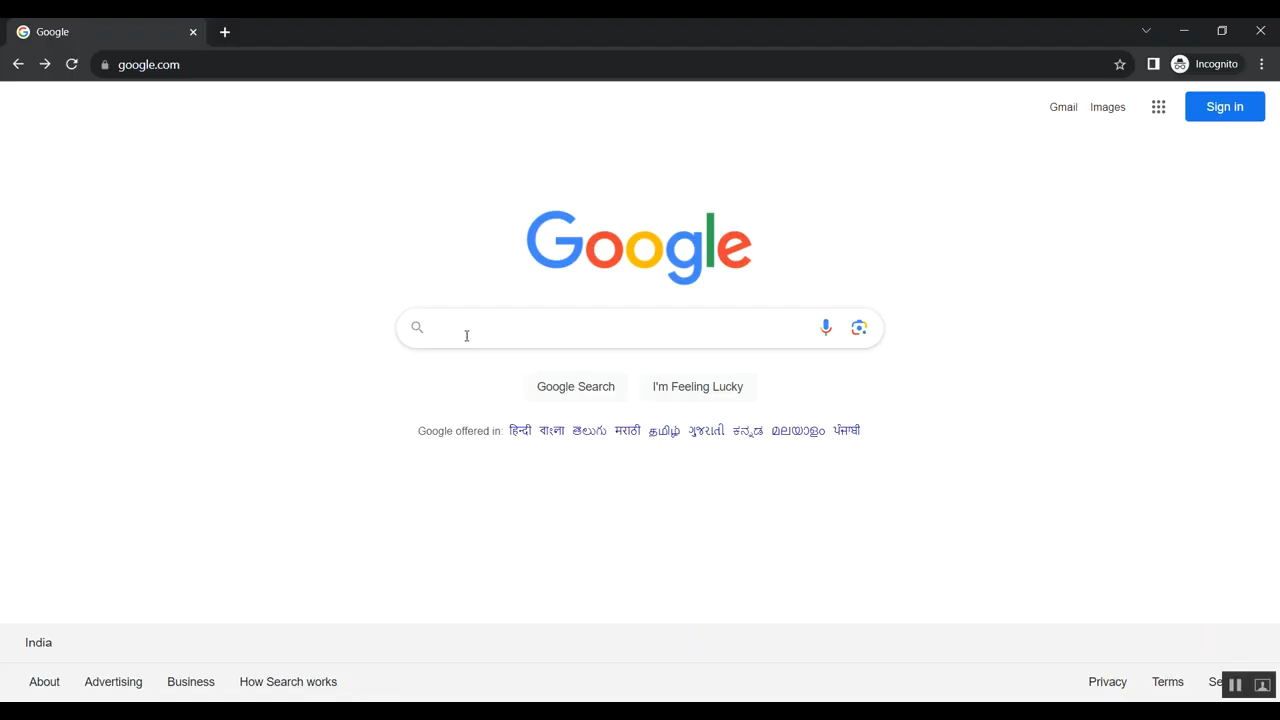 Google
google.com
Incognito
Gmail Images Sign in
Google
Google Search I'm Feeling Lucky
Google offered in: हिन्दी বাংলা తెలుగు मराठी தமிழ் ગુજરાતી ಕನ್ನಡ മലയാളം ਪੰਜਾਬੀ
India
About Advertising Business How Search works Privacy Terms